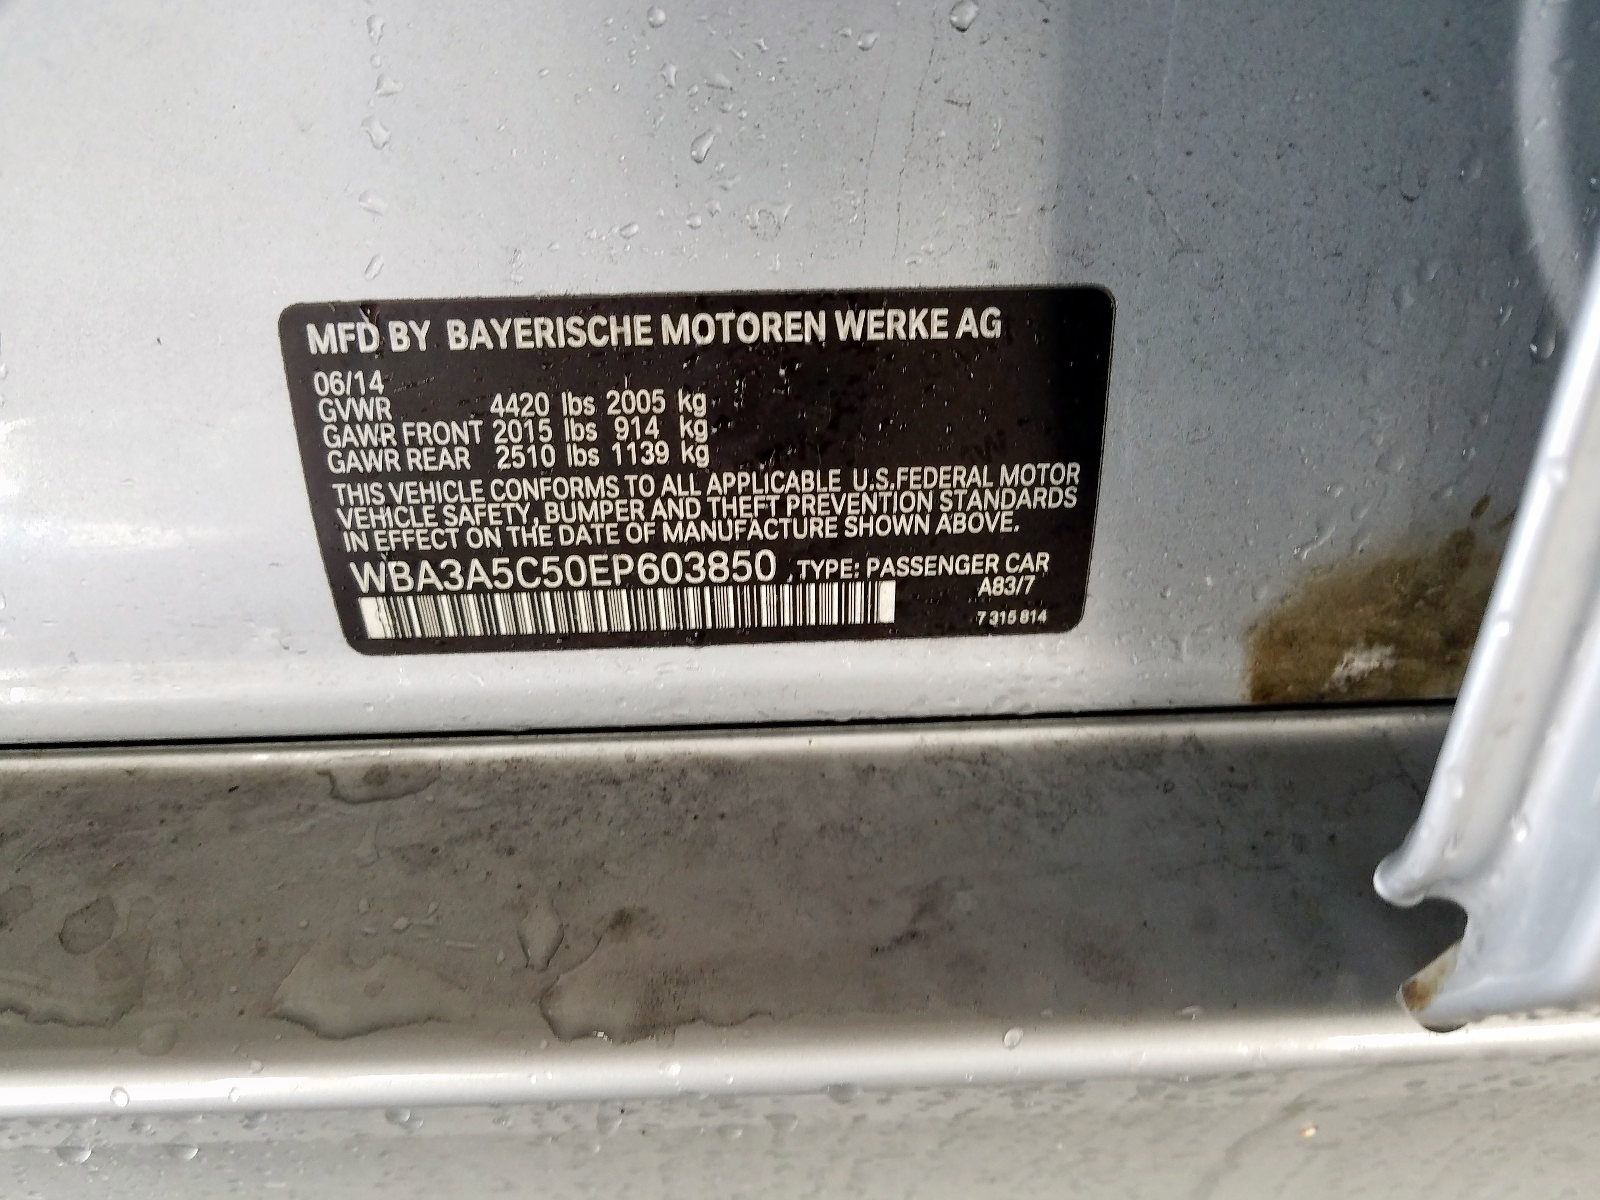 MFD BY BAYERISCHE MOTOREN WERKE AG
06/14
GVWR 4420 lbs 2005 kg
GAWR FRONT 2015 lbs 914 kg
GAWR REAR 2510 lbs 1139 kg
THIS VEHICLE CONFORMS TO ALL APPLICABLE U.S.FEDERAL MOTOR
VEHICLE SAFETY, BUMPER AND THEFT PREVENTION STANDARDS
IN EFFECT ON THE DATE OF MANUFACTURE SHOWN ABOVE.
WBA3A5C50EP603850 , TYPE: PASSENGER CAR
A83/7
7 315 814